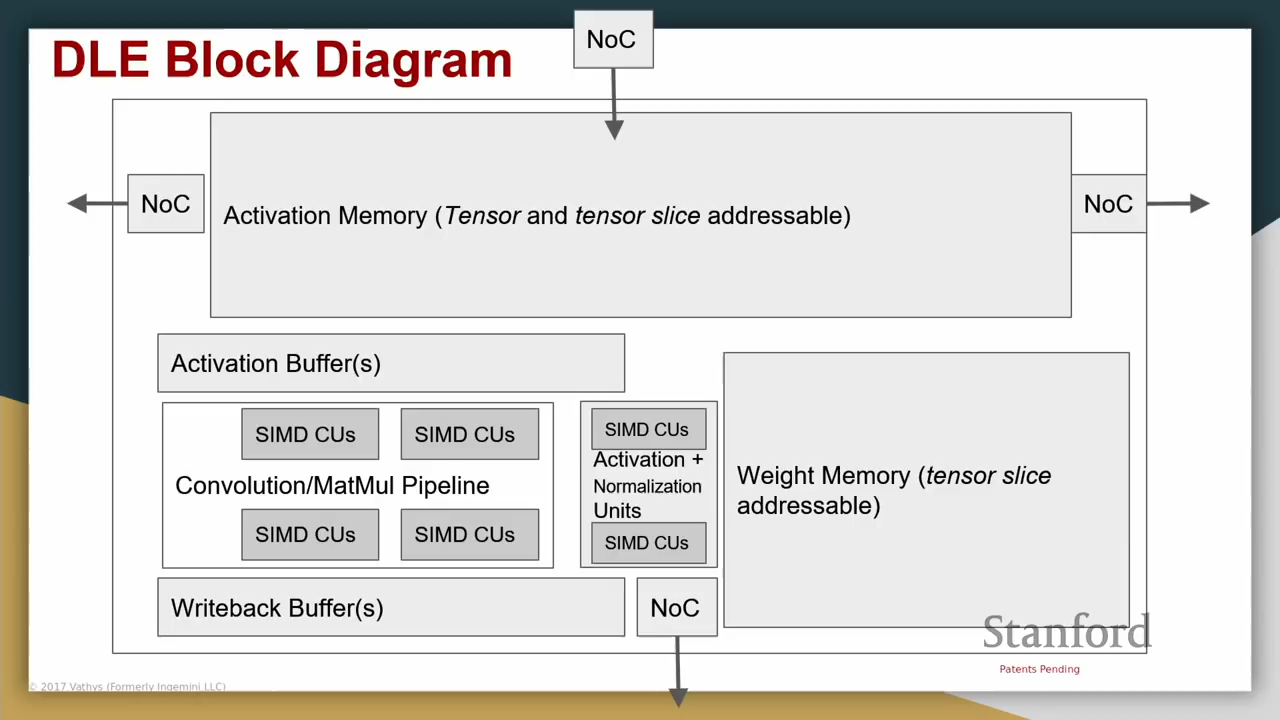 NoC
DLE Block Diagram
NoC
Activation Memory (Tensor and tensor slice addressable)
NoC
Activation Buffer(s)
SIMD CUs
SIMD CUs
Convolution/MatMul Pipeline
SIMD CUs
SIMD CUs
SIMD CUs
Activation +
Normalization
Units
SIMD CUs
Weight Memory (tensor slice
addressable)
Writeback Buffer(s)
NoC
Stanford
Patents Pending
© 2017 Vathys (Formerly Ingemini LLC)